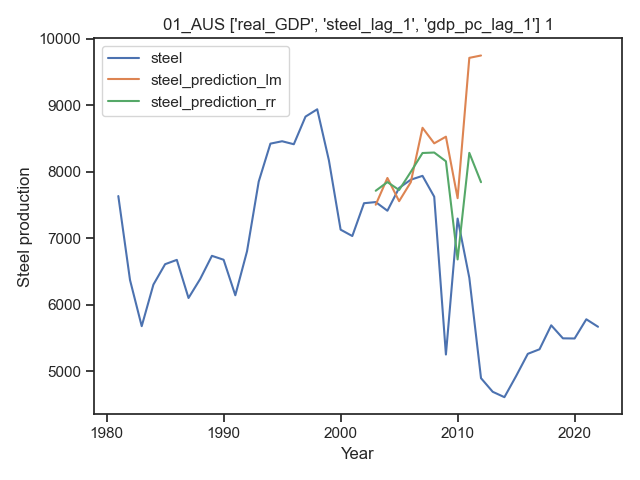 01_AUS ['real_GDP', 'steel_lag_1', 'gdp_pc_lag_1'] 1
steel
steel_prediction_lm
steel_prediction_rr
10000
9000
8000
7000
6000
5000
Steel production
1980
1990
2000
2010
2020
Year